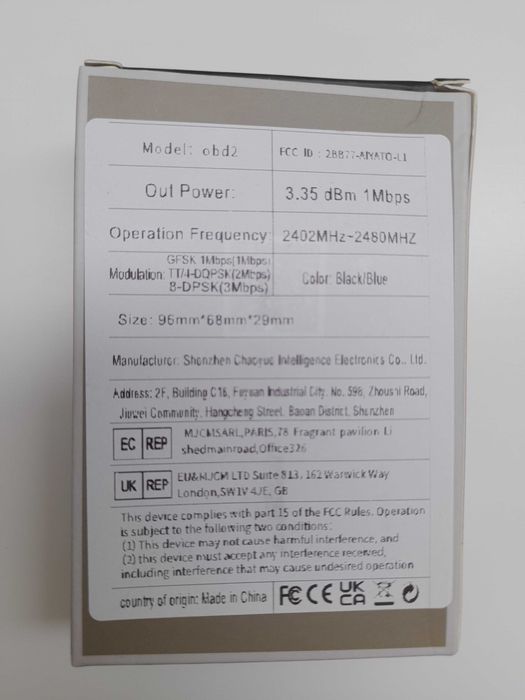 Model: obd2
FCC ID : 2BB77-AIYATO-L1
Out Power:
3.35 dBm 1Mbps
Operation Frequency:
2402MHz~2480MHZ
Modulation:
GFSK 1Mbps(1Mbps)
TT/4-DQPSK(2Mbps)
8-DPSK(3Mbps)
Color: Black/Blue
Size: 96mm*68mm*29mm
Manufacturer: Shenzhen Intelligence Electronics Co., Ltd.
Address: 2F, Building C16, Fuyuan Industrial City, No. 598, Zhoushi Road,
Jiuwei Community, Hangcheng Street, Baoan District, Shenzhen
EC REP
MJCMSARL,PARIS,78 Fragrant pavilion Li
shedmainroad,Office326
UK REP
EU&MJCM LTD Suite 813, 162 Warwick Way
London,SW1V 4JE, GB
This device complies with part 15 of the FCC Rules. Operation
is subject to the following two conditions:
(1) This device may not cause harmful interference, and
(2) this device must accept any interference received,
including interference that may cause undesired operation
country of origin: Made in China
FC CE UK
CA